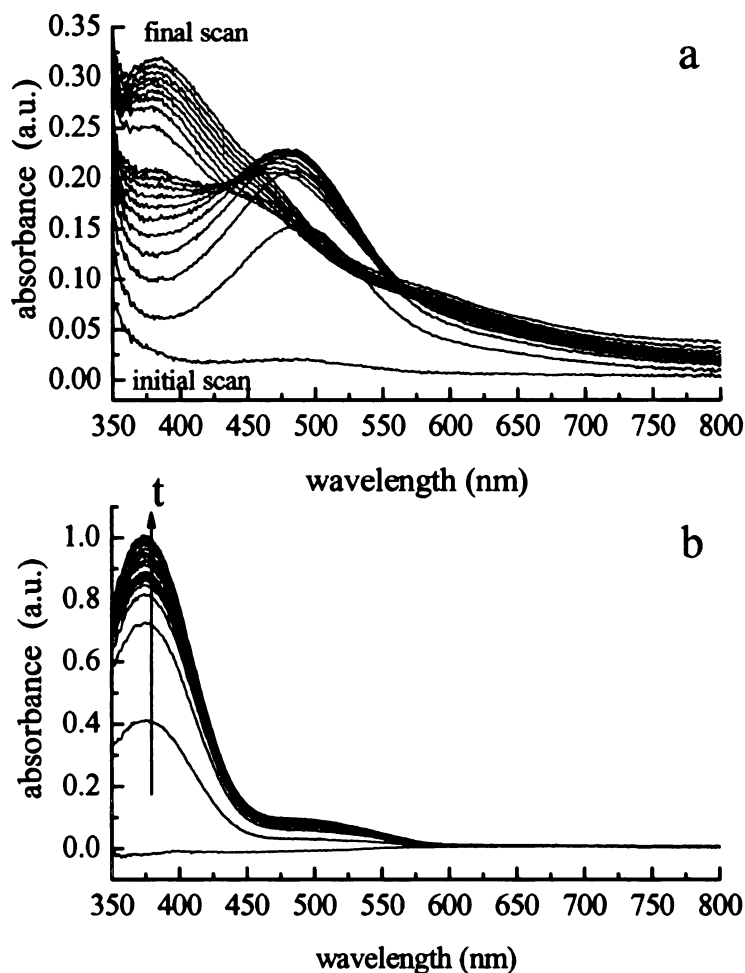 final scan
a
0.35
0.30
0.25
0.20
0.15
0.10
0.05
0.00
absorbance (a.u.)
initial scan
350 400 450 500 550 600 650 700 750 800
wavelength (nm)
t
b
1.0
0.8
0.6
0.4
0.2
0.0
absorbance (a.u.)
350 400 450 500 550 600 650 700 750 800
wavelength (nm)